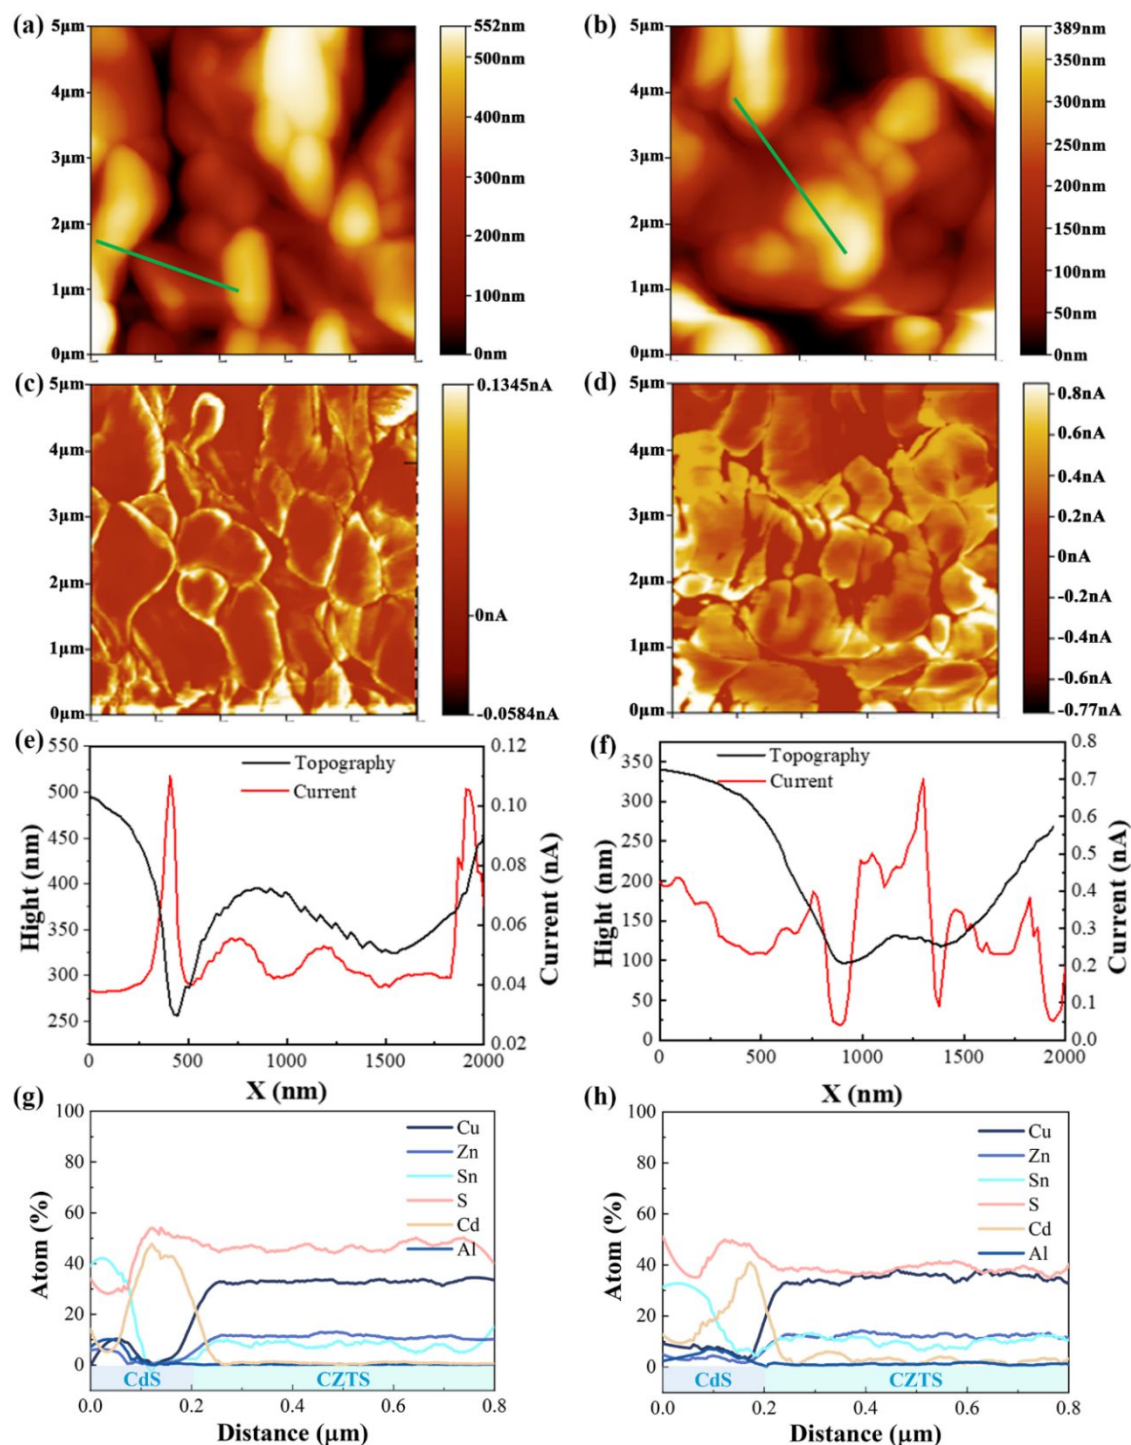 (a)
5μm
4μm
3μm
2μm
1μm
0μm
552nm
500nm
400nm
300nm
200nm
100nm
0nm
(b)
5μm
4μm
3μm
2μm
1μm
0μm
389nm
350nm
300nm
250nm
200nm
150nm
100nm
50nm
0nm
(c)
5μm
4μm
3μm
2μm
1μm
0μm
0.1345nA
0nA
-0.0584nA
(d)
5μm
4μm
3μm
2μm
1μm
0μm
0.8nA
0.6nA
0.4nA
0.2nA
0nA
-0.2nA
-0.4nA
-0.6nA
-0.77nA
(e)
Hight (nm)
550
500
450
400
350
300
250
Topography
Current
0.12
0.10
0.08
0.06
0.04
0.02
Current (nA)
0
500
1000
1500
2000
X (nm)
(f)
Hight (nm)
350
300
250
200
150
100
50
0
Topography
Current
0.8
0.7
0.6
0.5
0.4
0.3
0.2
0.1
0.0
Current (nA)
0
500
1000
1500
2000
X (nm)
(g)
Atom (%)
100
80
60
40
20
0
Cu
Zn
Sn
S
Cd
Al
CdS
CZTS
0.0
0.2
0.4
0.6
0.8
Distance (μm)
(h)
Atom (%)
100
80
60
40
20
0
Cu
Zn
Sn
S
Cd
Al
CdS
CZTS
0.0
0.2
0.4
0.6
0.8
Distance (μm)